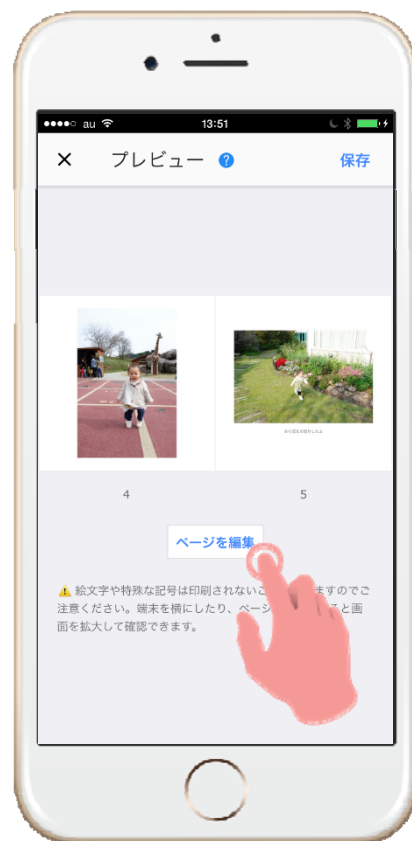 au 13:51
× プレビュー ? 保存
4 5
ページを編集
⚠ 絵文字や特殊な記号は印刷されないこ ますのでご
注意ください。端末を横にしたり、ページ と画
面を拡大して確認できます。